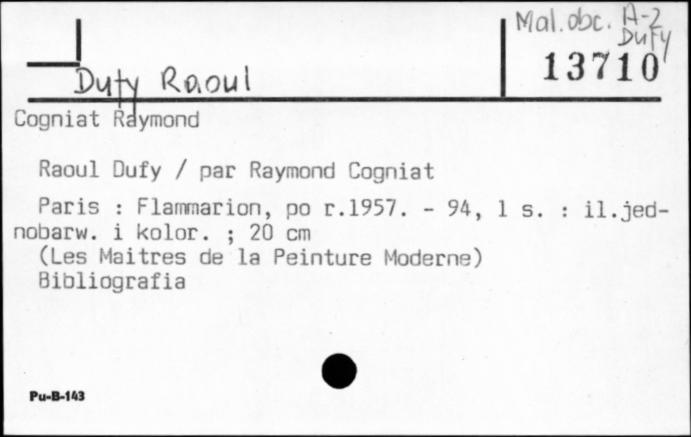 Mal.obc. A-2
Dufy
13710
Dufy Raoul
Cogniat Raymond
Raoul Dufy / par Raymond Cogniat
Paris : Flammarion, po r.1957. - 94, 1 s. : il.jed-
nobarw. i kolor. ; 20 cm
(Les Maitres de la Peinture Moderne)
Bibliografia
Pu-B-143